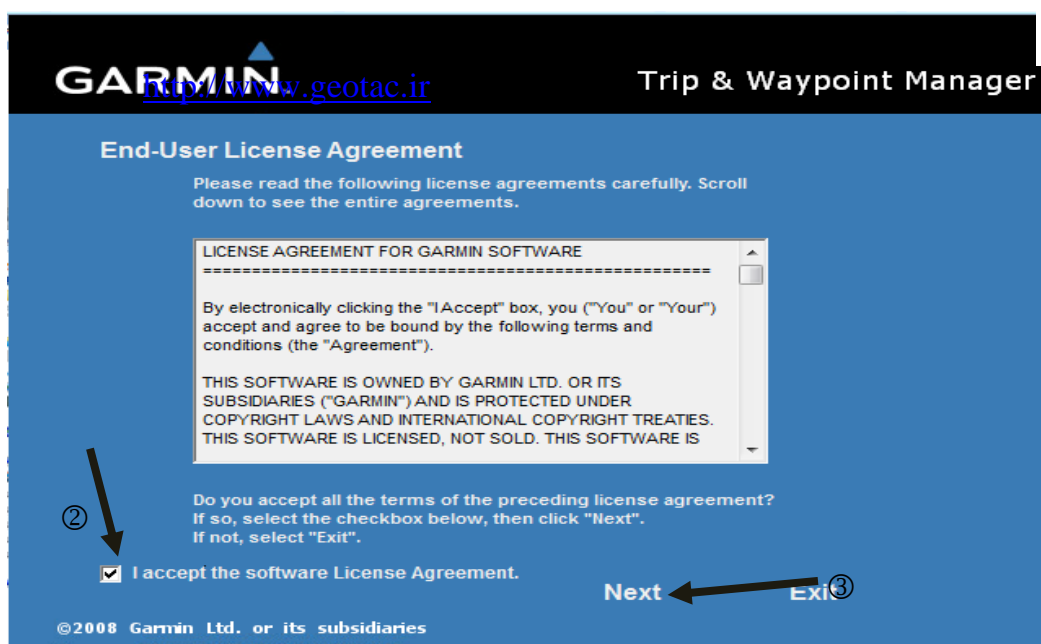 GARMIN
http://www.geotac.ir
Trip & Waypoint Manager
End-User License Agreement
Please read the following license agreements carefully. Scroll
down to see the entire agreements.
LICENSE AGREEMENT FOR GARMIN SOFTWARE
====================================================
By electronically clicking the "I Accept" box, you ("You" or "Your")
accept and agree to be bound by the following terms and
conditions (the "Agreement").
THIS SOFTWARE IS OWNED BY GARMIN LTD. OR ITS
SUBSIDIARIES ("GARMIN") AND IS PROTECTED UNDER
COPYRIGHT LAWS AND INTERNATIONAL COPYRIGHT TREATIES.
THIS SOFTWARE IS LICENSED, NOT SOLD. THIS SOFTWARE IS
Do you accept all the terms of the preceding license agreement?
If so, select the checkbox below, then click "Next".
If not, select "Exit".
②
I accept the software License Agreement.
Next
Exit
③
©2008 Garmin Ltd. or its subsidiaries